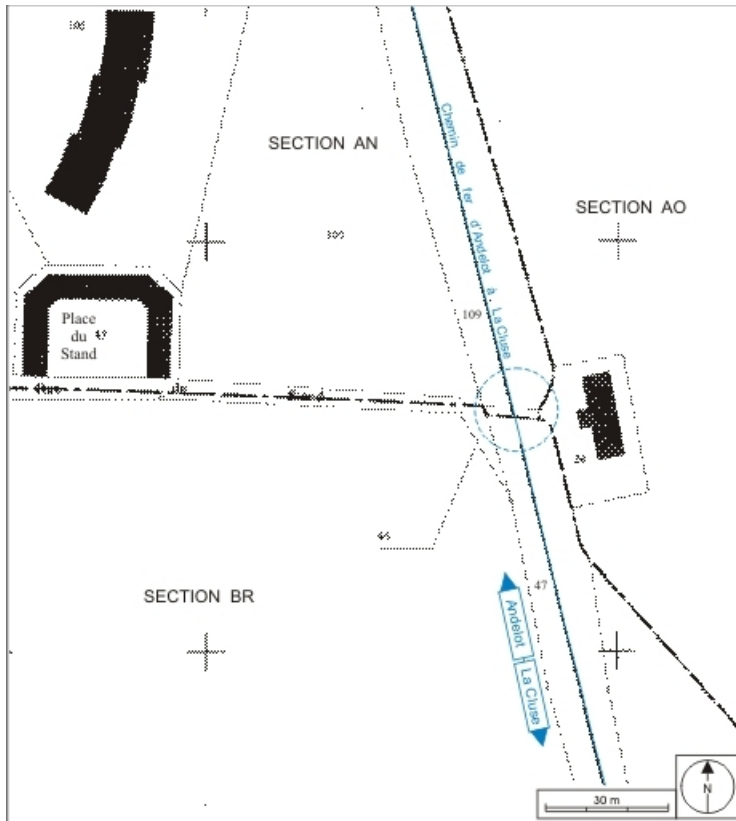 SECTION AN
Chemin de fer d'Andelot à La Cluse
SECTION AO
109
Place
du
Stand
26
SECTION BR
47
Andelot
La Cluse
30 m
N